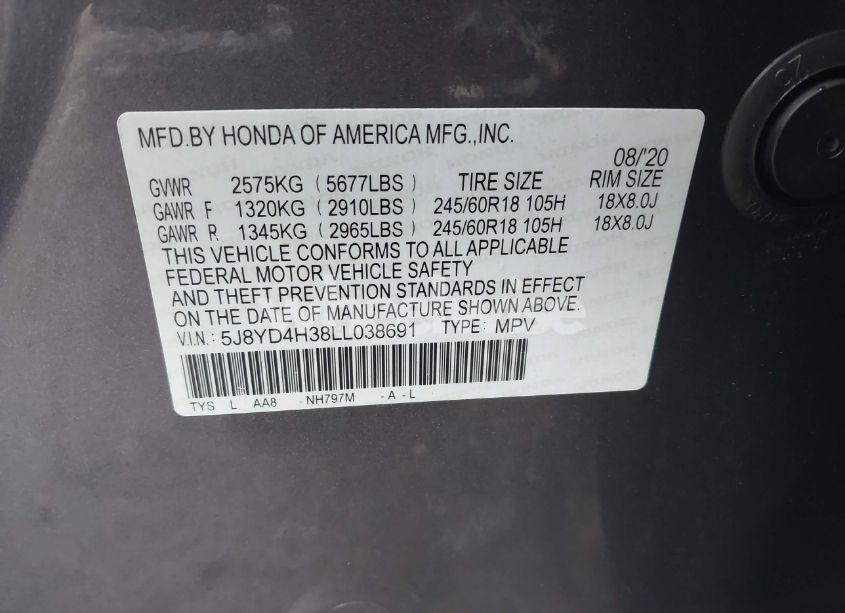 MFD.BY HONDA OF AMERICA MFG.,INC.
08/'20
GVWR 2575KG (5677LBS) TIRE SIZE RIM SIZE
GAWR F 1320KG (2910LBS) 245/60R18 105H 18X8.0J
GAWR R 1345KG (2965LBS) 245/60R18 105H 18X8.0J
THIS VEHICLE CONFORMS TO ALL APPLICABLE
FEDERAL MOTOR VEHICLE SAFETY
AND THEFT PREVENTION STANDARDS IN EFFECT
ON THE DATE OF MANUFACTURE SHOWN ABOVE.
V.I.N.: 5J8YD4H38LL038691 TYPE: MPV
TYS L AA8 -NH797M -A-L